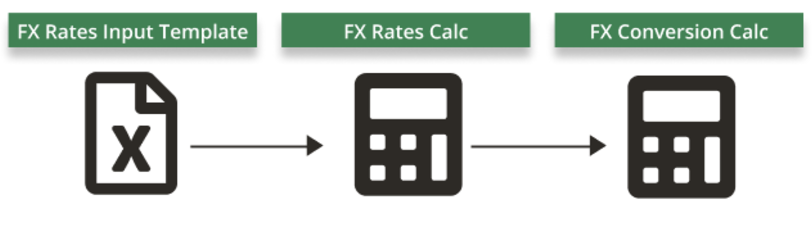 FX Rates Input Template
FX Rates Calc
FX Conversion Calc
X